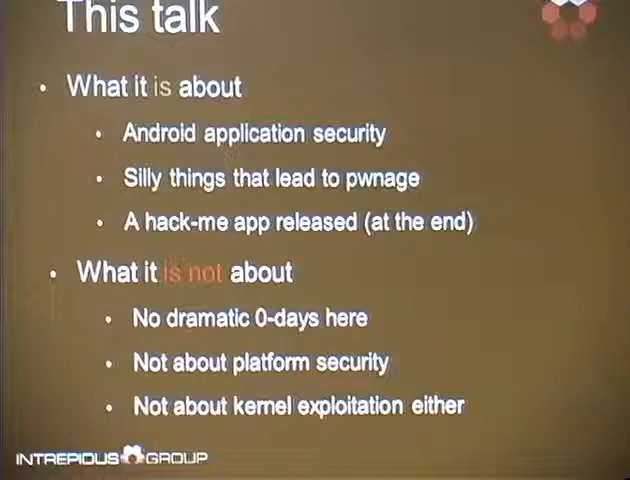 This talk
• What it is about
• Android application security
• Silly things that lead to pwnage
• A hack-me app released (at the end)
• What it is not about
• No dramatic 0-days here
• Not about platform security
• Not about kernel exploitation either
INTREPIDUS GROUP